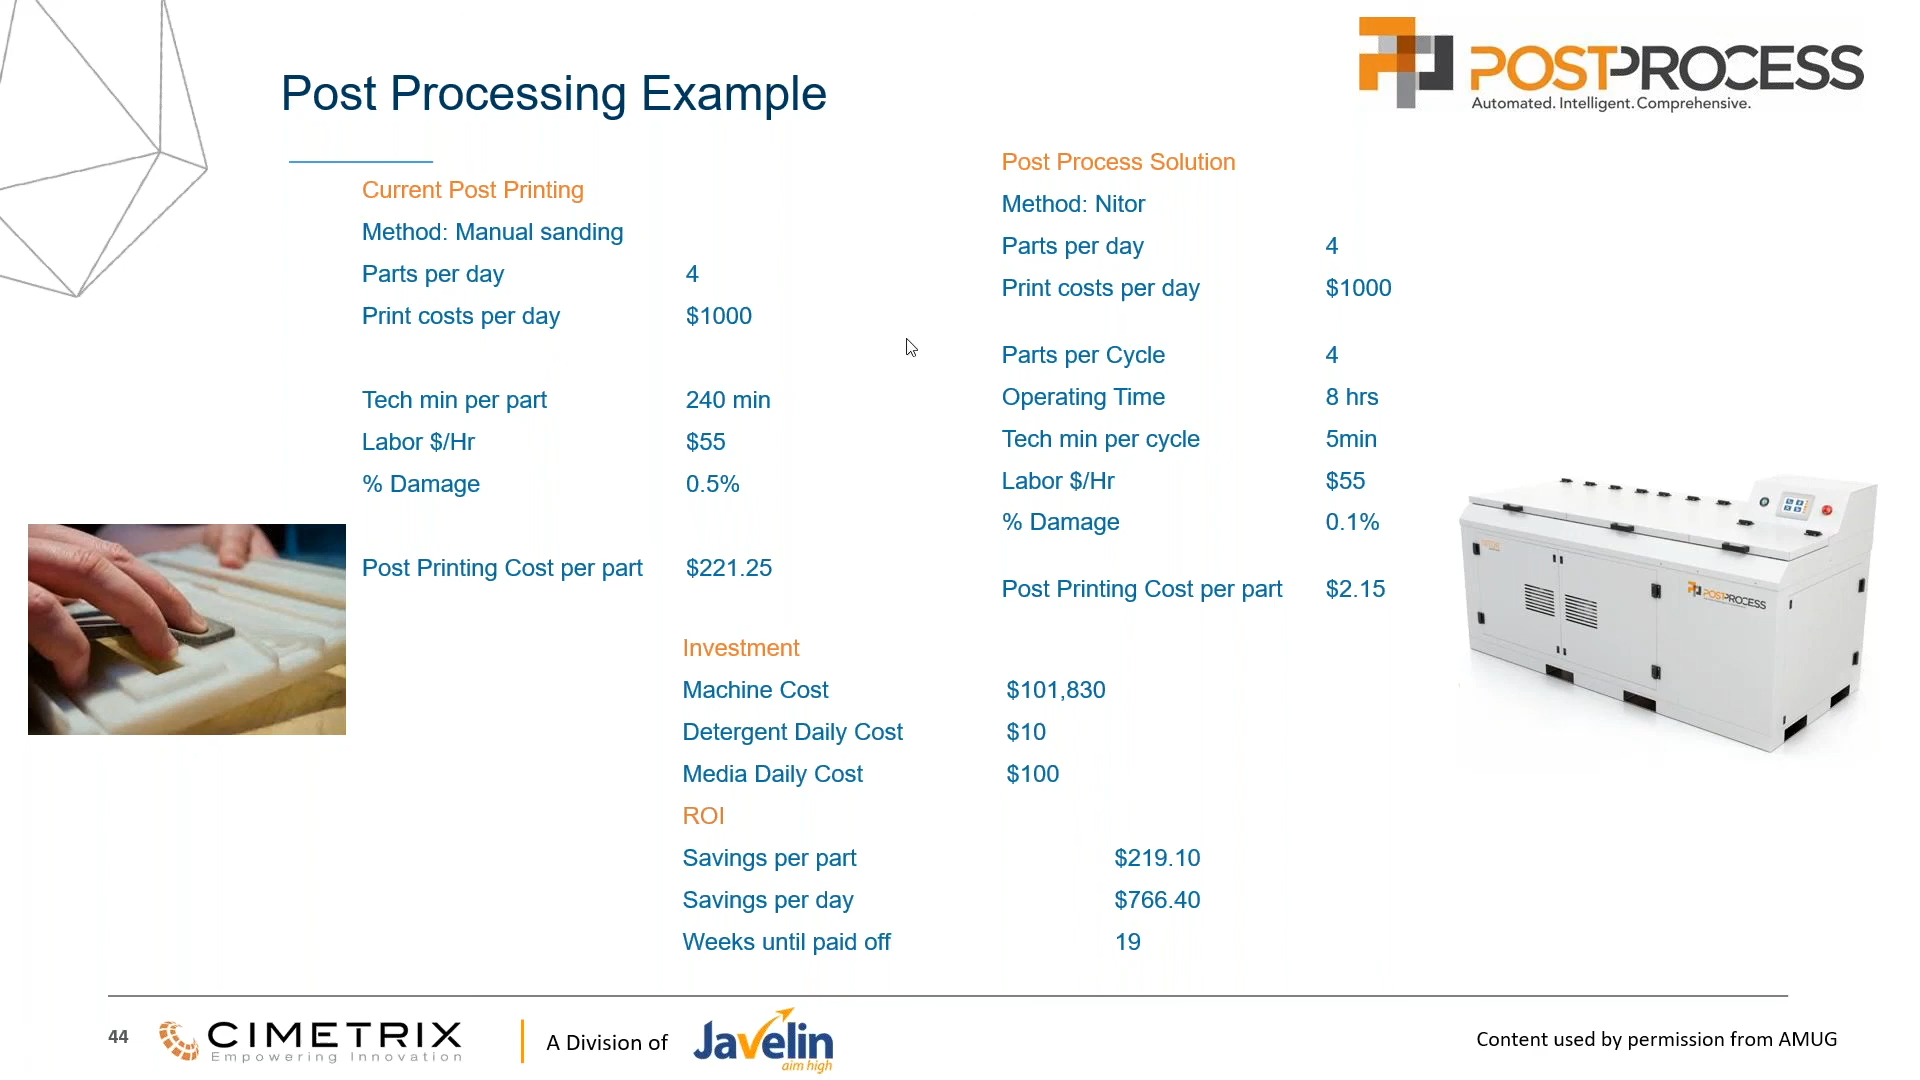 POSTPROCESS
Automated. Intelligent. Comprehensive.
Post Processing Example
Current Post Printing
Method: Manual sanding
Parts per day 4
Print costs per day $1000
Tech min per part 240 min
Labor $/Hr $55
% Damage 0.5%
Post Printing Cost per part $221.25
Post Process Solution
Method: Nitor
Parts per day 4
Print costs per day $1000
Parts per Cycle 4
Operating Time 8 hrs
Tech min per cycle 5min
Labor $/Hr $55
% Damage 0.1%
Post Printing Cost per part $2.15
POSTPROCESS
Investment
Machine Cost $101,830
Detergent Daily Cost $10
Media Daily Cost $100
ROI
Savings per part $219.10
Savings per day $766.40
Weeks until paid off 19
44
CIMETRIX
Empowering Innovation
A Division of
Javelin
aim high
Content used by permission from AMUG